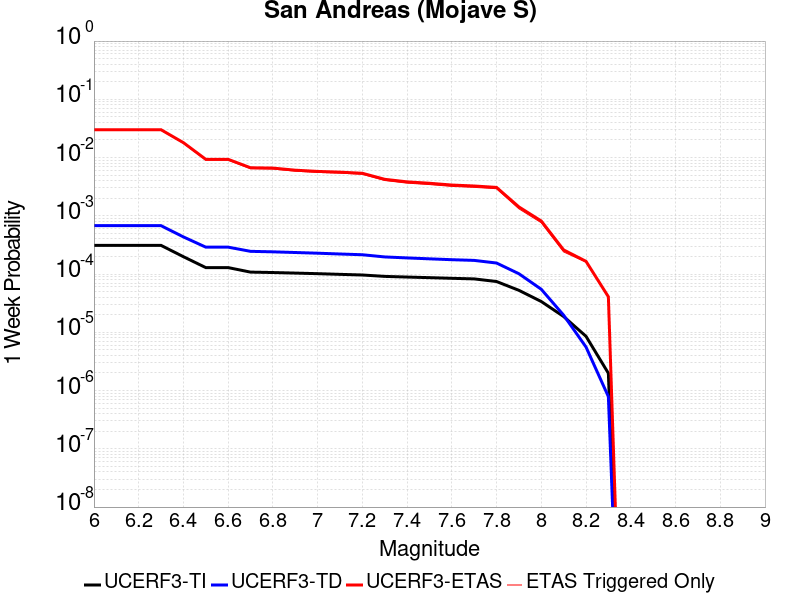 San Andreas (Mojave S)
10^0
10^-1
10^-2
10^-3
10^-4
10^-5
10^-6
10^-7
10^-8
1 Week Probability
6 6.2 6.4 6.6 6.8 7 7.2 7.4 7.6 7.8 8 8.2 8.4 8.6 8.8 9
Magnitude
UCERF3-TI UCERF3-TD UCERF3-ETAS ETAS Triggered Only